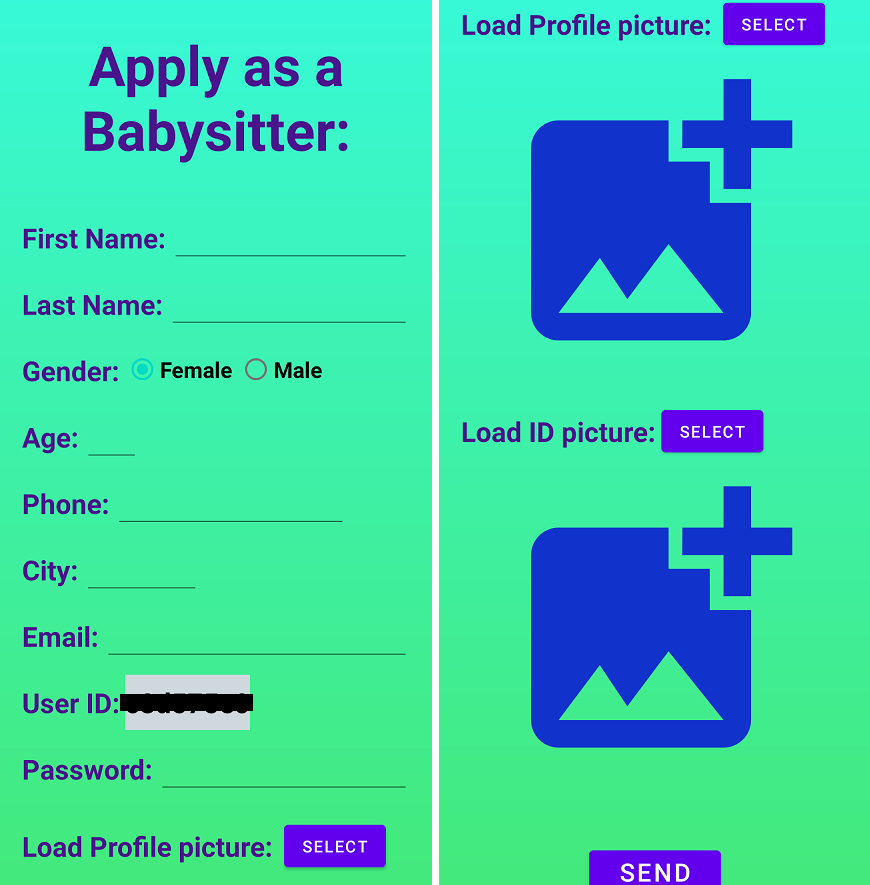 Apply as a
Babysitter:
First Name:
Last Name:
Gender: Female Male
Age:
Phone:
City:
Email:
User ID:
Password:
Load Profile picture: SELECT
Load Profile picture: SELECT
Load ID picture: SELECT
SEND